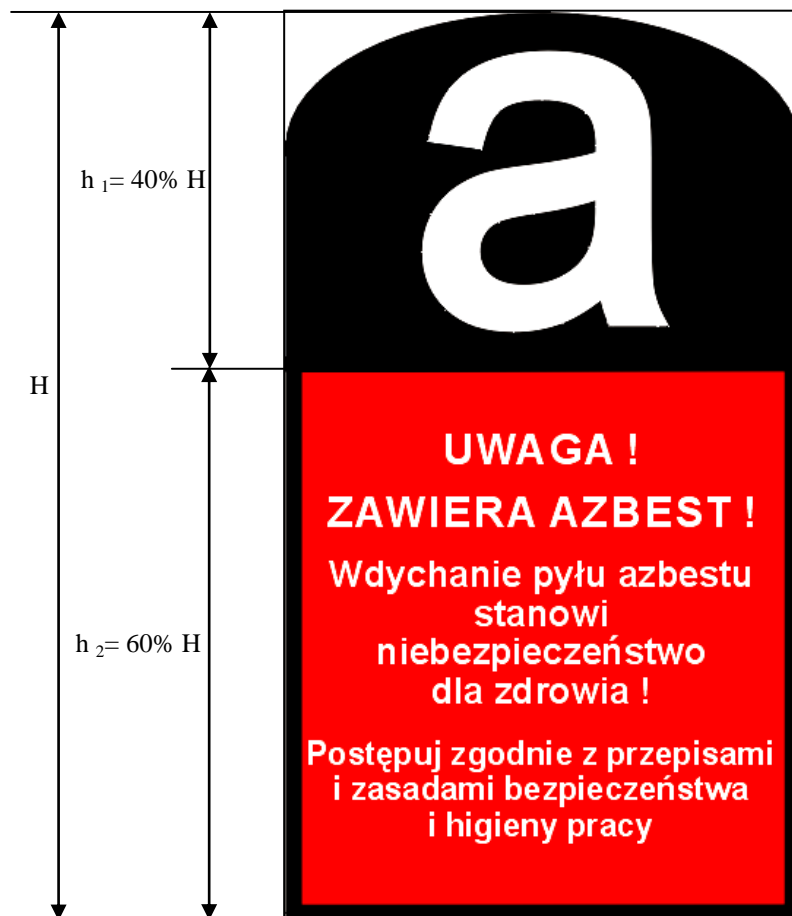 a
h 1= 40% H
H
h 2= 60% H
UWAGA !
ZAWIERA AZBEST !
Wdychanie pyłu azbestu
stanowi
niebezpieczeństwo
dla zdrowia !
Postępuj zgodnie z przepisami
i zasadami bezpieczeństwa
i higieny pracy